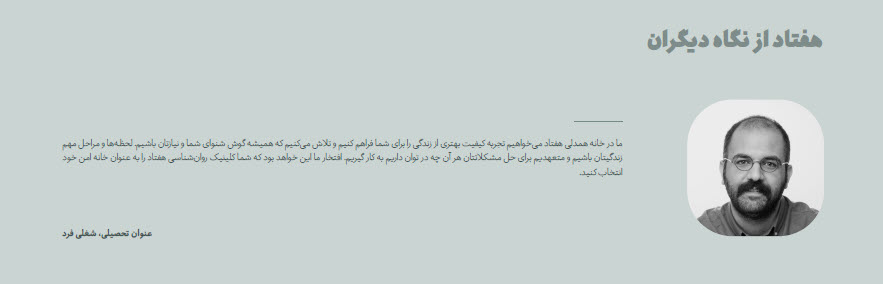 هفتاد از نگاه دیگران
ما در خانه همدلی هفتاد می‌خواهیم تجربه کیفیت بهتری از زندگی را برای شما فراهم کنیم و تلاش می‌کنیم که همیشه گوش شنوای شما و نیازتان باشیم. لحظه‌ها و مراحل مهم
زندگیتان باشیم و متعهدیم برای حل مشکلاتتان هر آن چه در توان داریم به کار گیریم. افتخار ما این خواهد بود که شما کلینیک روان‌شناسی هفتاد را به عنوان خانه امن خود
انتخاب کنید.
عنوان تحصیلی، شغلی فرد